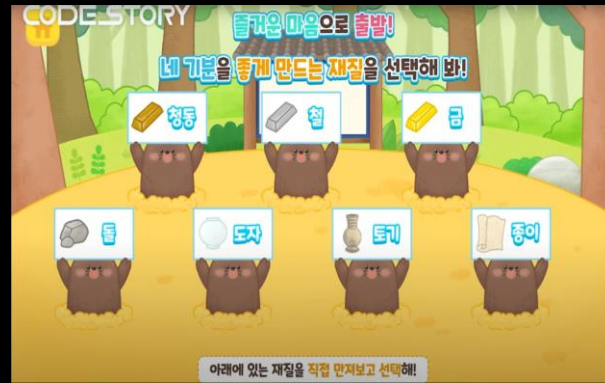 CODE STORY
즐거운 마음으로 출발!
네 기분을 좋게 만드는 재질을 선택해 봐!
청동
철
금
돌
도자
토기
종이
아래에 있는 재질을 직접 만져보고 선택해!